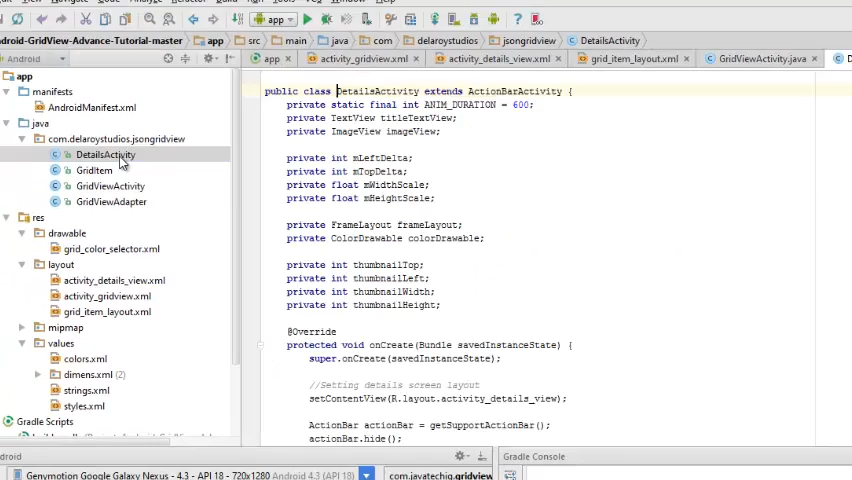 app
ndroid-GridView-Advance-Tutorial-master
app
src
main
java
com
delaroystudios
jsongridview
DetailsActivity
Android
app
activity_gridview.xml
activity_details_view.xml
grid_item_layout.xml
GridViewActivity.java
D
app
manifests
AndroidManifest.xml
java
com.delaroystudios.jsongridview
DetailsActivity
GridItem
GridViewActivity
GridViewAdapter
res
drawable
grid_color_selector.xml
layout
activity_details_view.xml
activity_gridview.xml
grid_item_layout.xml
mipmap
values
colors.xml
dimens.xml (2)
strings.xml
styles.xml
Gradle Scripts
public class DetailsActivity extends ActionBarActivity {
private static final int ANIM_DURATION = 600;
private TextView titleTextView;
private ImageView imageView;
private int mLeftDelta;
private int mTopDelta;
private float mWidthScale;
private float mHeightScale;
private FrameLayout frameLayout;
private ColorDrawable colorDrawable;
private int thumbnailTop;
private int thumbnailLeft;
private int thumbnailWidth;
private int thumbnailHeight;
@Override
protected void onCreate(Bundle savedInstanceState) {
super.onCreate(savedInstanceState);
//Setting details screen layout
setContentView(R.layout.activity_details_view);
ActionBar actionBar = getSupportActionBar();
actionBar.hide();
ndroid
Gradle Console
Genymotion Google Galaxy Nexus - 4.3 - API 18 - 720x1280 Android 4.3 (API 18)
com.javatechig.gridview